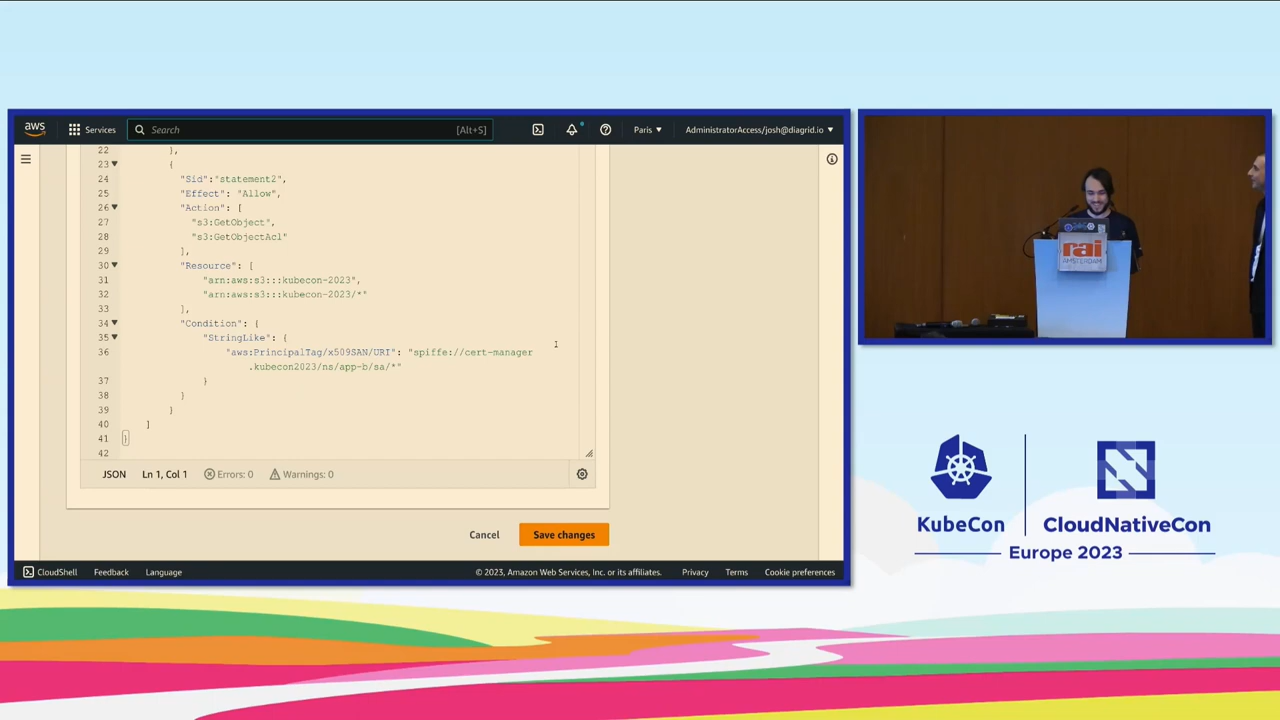 aws
Services
Search
[Alt+S]
Paris ▼
AdministratorAccess/josh@diagrid.io ▼
22 },
23 {
24 "Sid":"statement2",
25 "Effect": "Allow",
26 "Action": [
27 "s3:GetObject",
28 "s3:GetObjectAcl"
29 ],
30 "Resource": [
31 "arn:aws:s3:::kubecon-2023",
32 "arn:aws:s3:::kubecon-2023/*"
33 ],
34 "Condition": {
35 "StringLike": {
36 "aws:PrincipalTag/x509SAN/URI": "spiffe://cert-manager
.kubecon2023/ns/app-b/sa/*"
37 }
38 }
39 }
40 ]
41 }
42
JSON Ln 1, Col 1 Errors: 0 Warnings: 0
Cancel Save changes
CloudShell Feedback Language © 2023, Amazon Web Services, Inc. or its affiliates. Privacy Terms Cookie preferences
rai
AMSTERDAM
KubeCon CloudNativeCon
Europe 2023